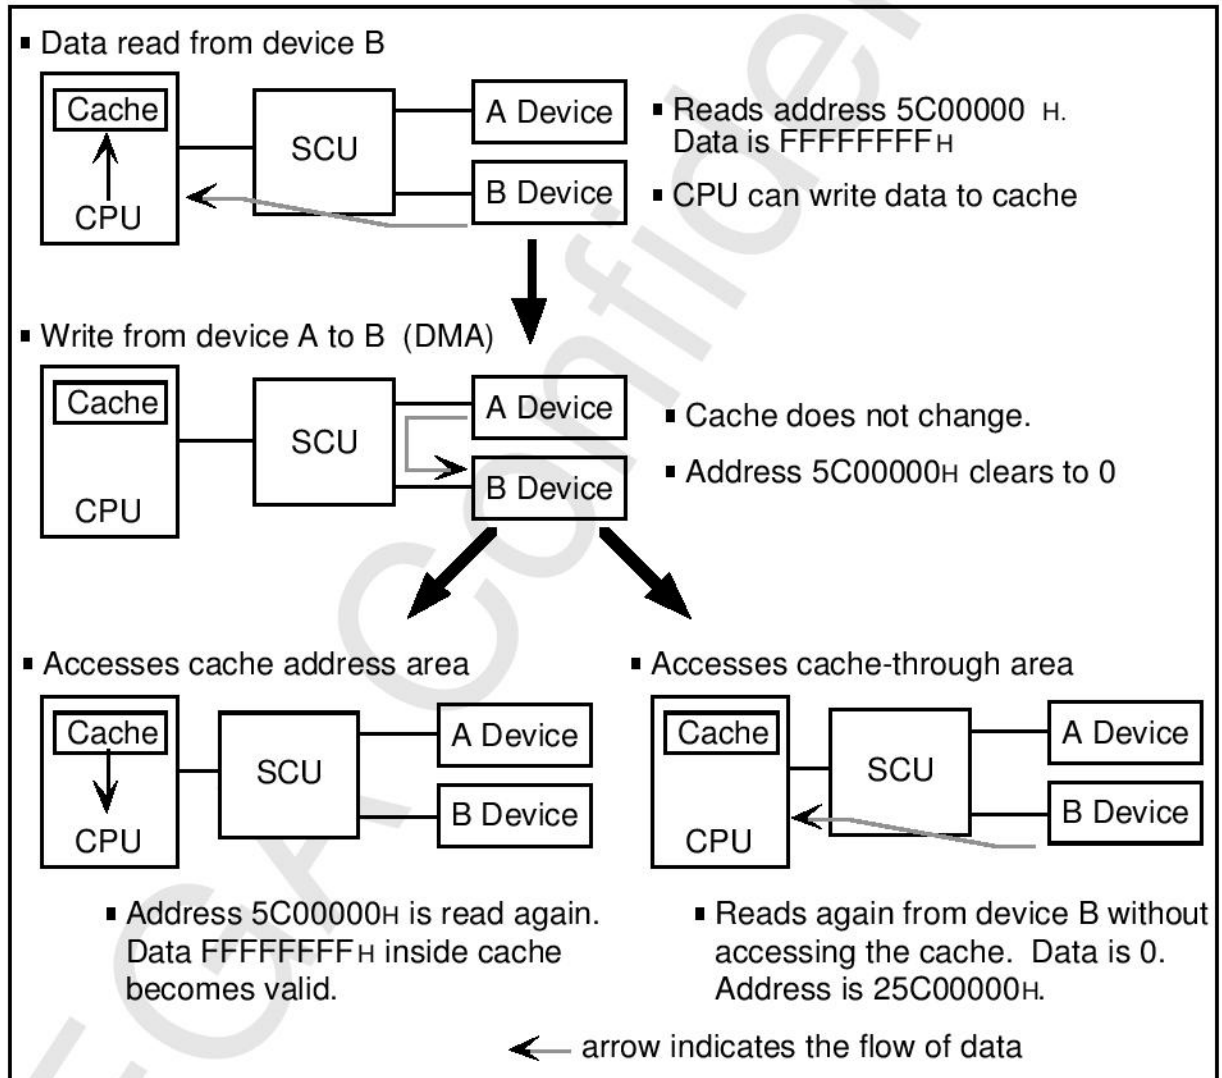 ▪ Data read from device B
Cache
CPU
SCU
A Device
B Device
▪ Reads address 5C00000 H.
Data is FFFFFFFFH
▪ CPU can write data to cache
▪ Write from device A to B (DMA)
Cache
CPU
SCU
A Device
B Device
▪ Cache does not change.
▪ Address 5C00000H clears to 0
▪ Accesses cache address area
Cache
CPU
SCU
A Device
B Device
▪ Address 5C00000H is read again.
Data FFFFFFFFH inside cache
becomes valid.
▪ Accesses cache-through area
Cache
CPU
SCU
A Device
B Device
▪ Reads again from device B without
accessing the cache. Data is 0.
Address is 25C00000H.
arrow indicates the flow of data